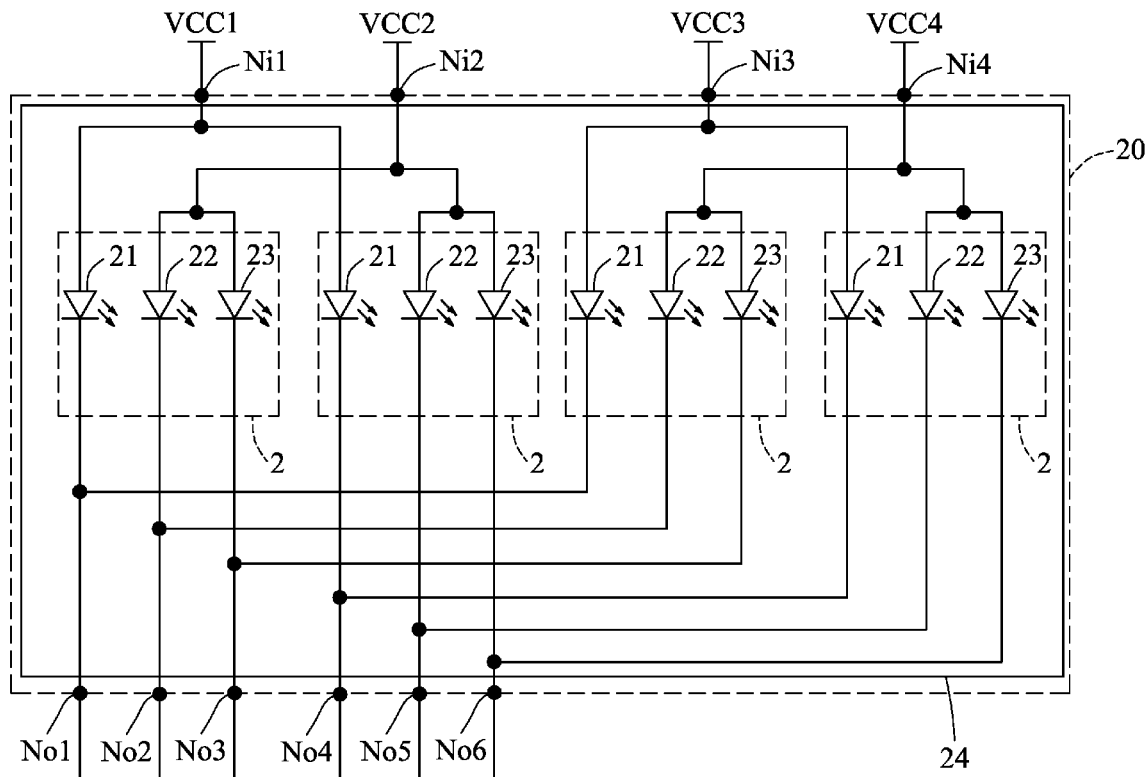 VCC1 VCC2 VCC3 VCC4
Ni1 Ni2 Ni3 Ni4
20
21 22 23 21 22 23 21 22 23 21 22 23
2 2 2 2
No1 No2 No3 No4 No5 No6 24